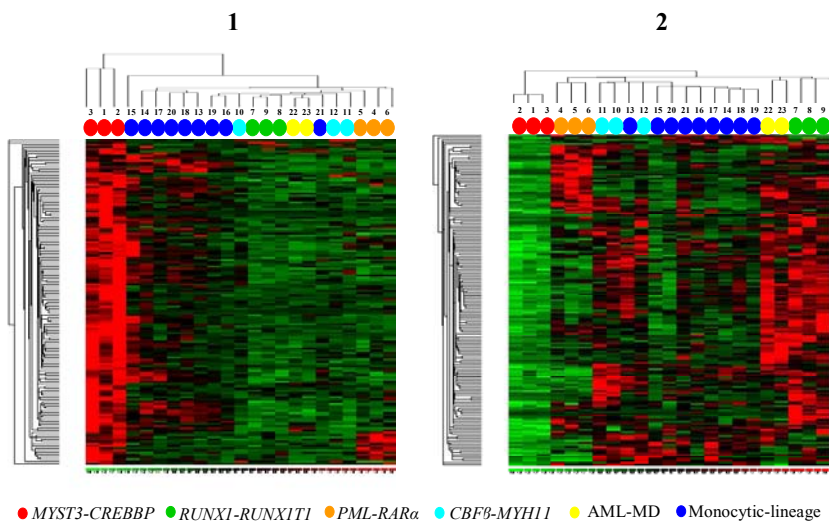 1 2
3 1 2 15 14 17 20 18 13 19 16 10 7 9 8 22 23 21 12 11 5 4 6
2 1 3 4 5 6 11 10 13 12 15 20 21 16 17 14 18 19 22 23 7 8 9
MYST3-CREBBP RUNX1-RUNX1T1 PML-RARα CBFβ-MYH11 AML-MD Monocytic-lineage